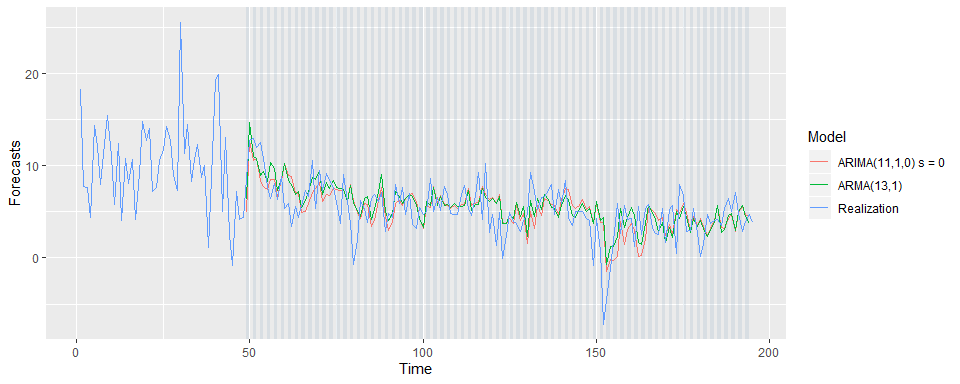 Forecasts
20
10
0
0
50
100
150
200
Time
Model
ARIMA(11,1,0) s = 0
ARMA(13,1)
Realization